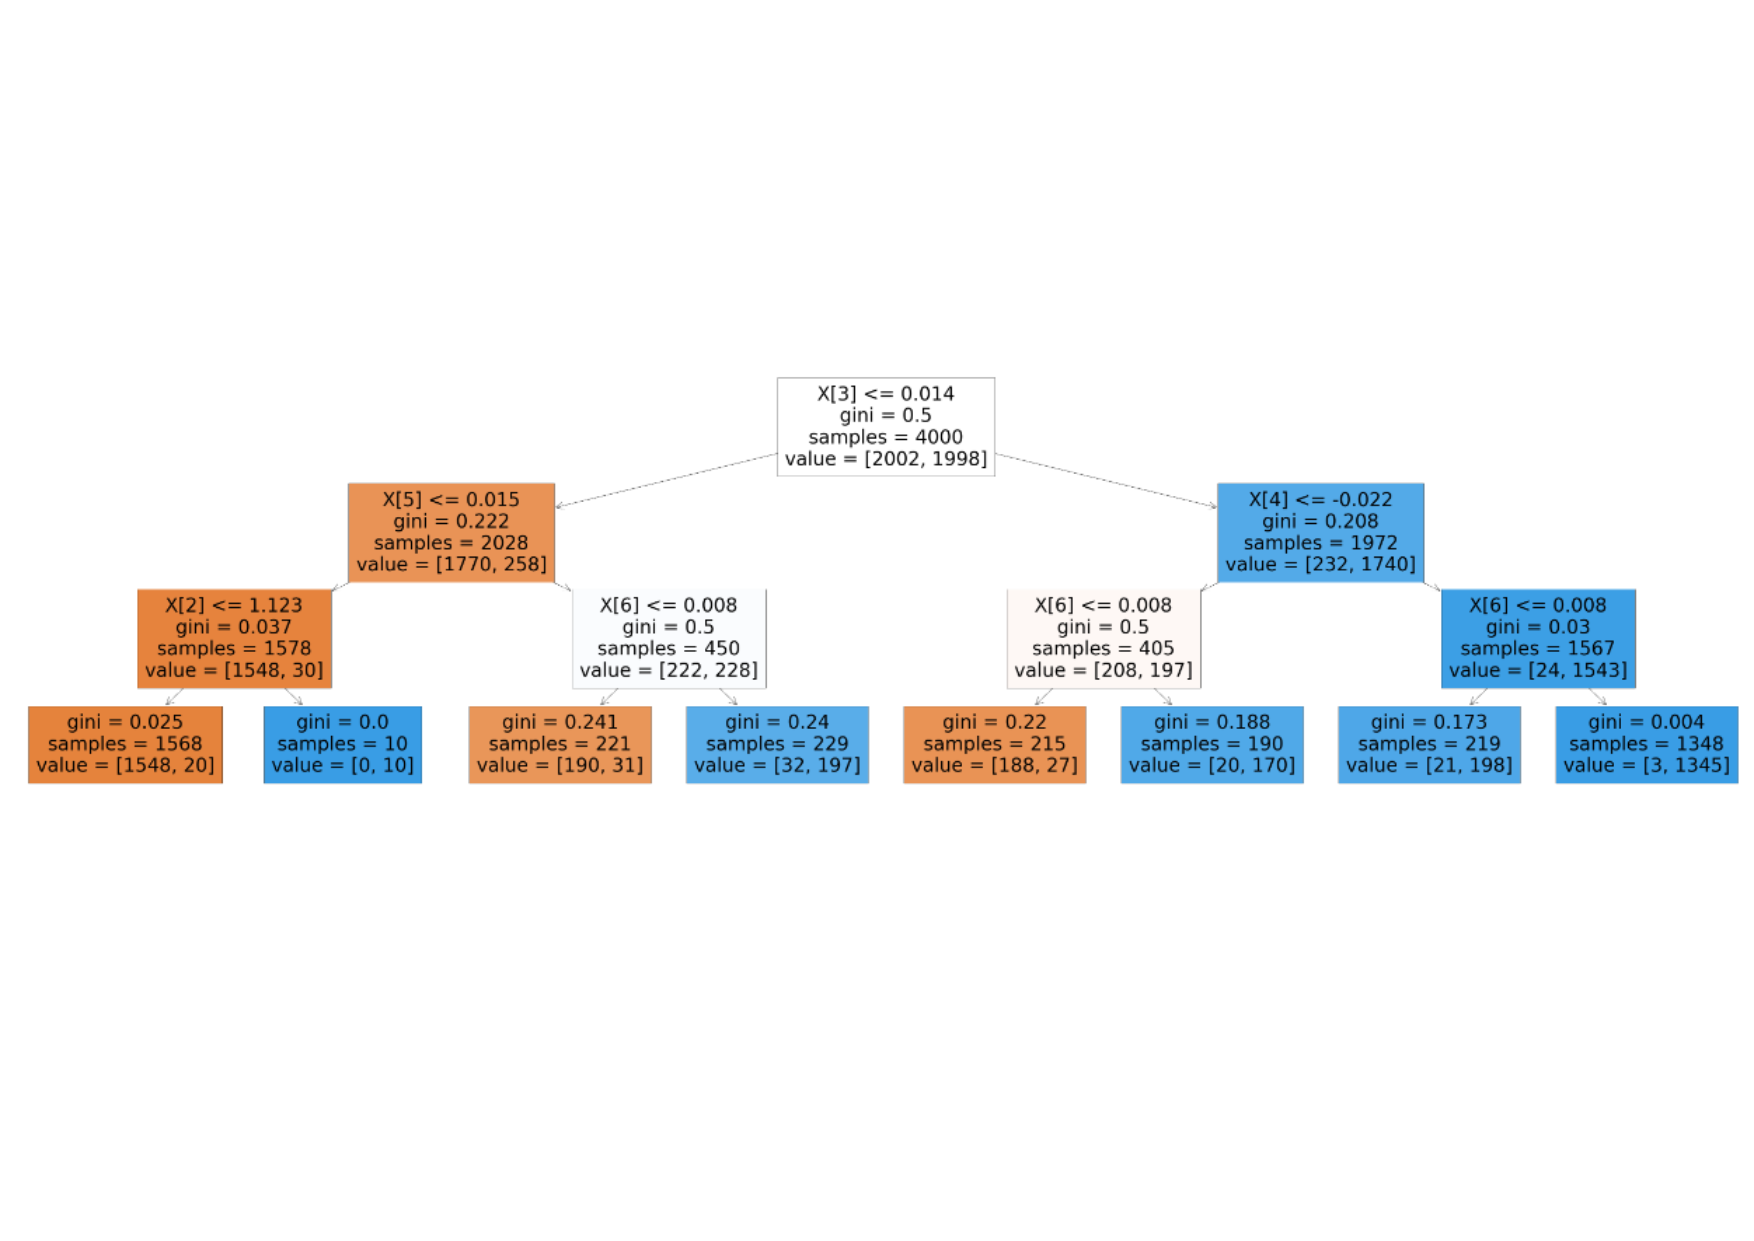 X[3] <= 0.014
gini = 0.5
samples = 4000
value = [2002, 1998]
X[5] <= 0.015
gini = 0.222
samples = 2028
value = [1770, 258]
X[4] <= -0.022
gini = 0.208
samples = 1972
value = [232, 1740]
X[2] <= 1.123
gini = 0.037
samples = 1578
value = [1548, 30]
X[6] <= 0.008
gini = 0.5
samples = 450
value = [222, 228]
X[6] <= 0.008
gini = 0.5
samples = 405
value = [208, 197]
X[6] <= 0.008
gini = 0.03
samples = 1567
value = [24, 1543]
gini = 0.025
samples = 1568
value = [1548, 20]
gini = 0.0
samples = 10
value = [0, 10]
gini = 0.241
samples = 221
value = [190, 31]
gini = 0.24
samples = 229
value = [32, 197]
gini = 0.22
samples = 215
value = [188, 27]
gini = 0.188
samples = 190
value = [20, 170]
gini = 0.173
samples = 219
value = [21, 198]
gini = 0.004
samples = 1348
value = [3, 1345]